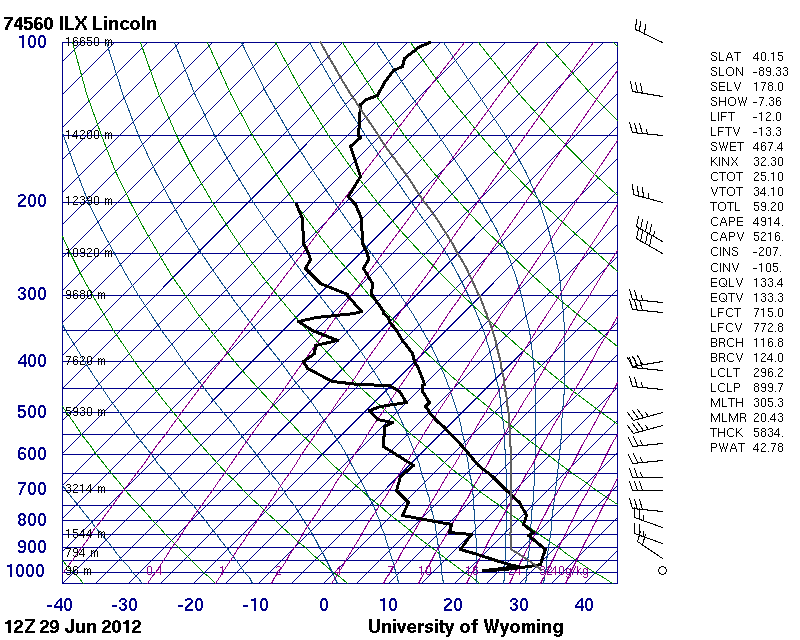 74560 ILX Lincoln
100
16650 m
14200 m
200
12390 m
10920 m
300
9680 m
400
7620 m
500
5930 m
600
700
3214 m
800
1544 m
900
794 m
1000
96 m
0.4
1
2
4
7
10
g/kg
-40 -30 -20 -10 0 10 20 30 40
12Z 29 Jun 2012
University of Wyoming
SLAT 40.15
SLON -89.33
SELV 178.0
SHOW -7.36
LIFT -12.0
LFTV -13.3
SWET 467.4
KINX 32.30
CTOT 25.10
VTOT 34.10
TOTL 59.20
CAPE 4914.
CAPV 5216.
CINS -207.
CINV -105.
EQLV 133.4
EQTV 133.3
LFCT 715.0
LFCV 772.8
BRCH 116.8
BRCV 124.0
LCLT 296.2
LCLP 899.7
MLTH 305.3
MLMR 20.43
THCK 5834.
PWAT 42.78